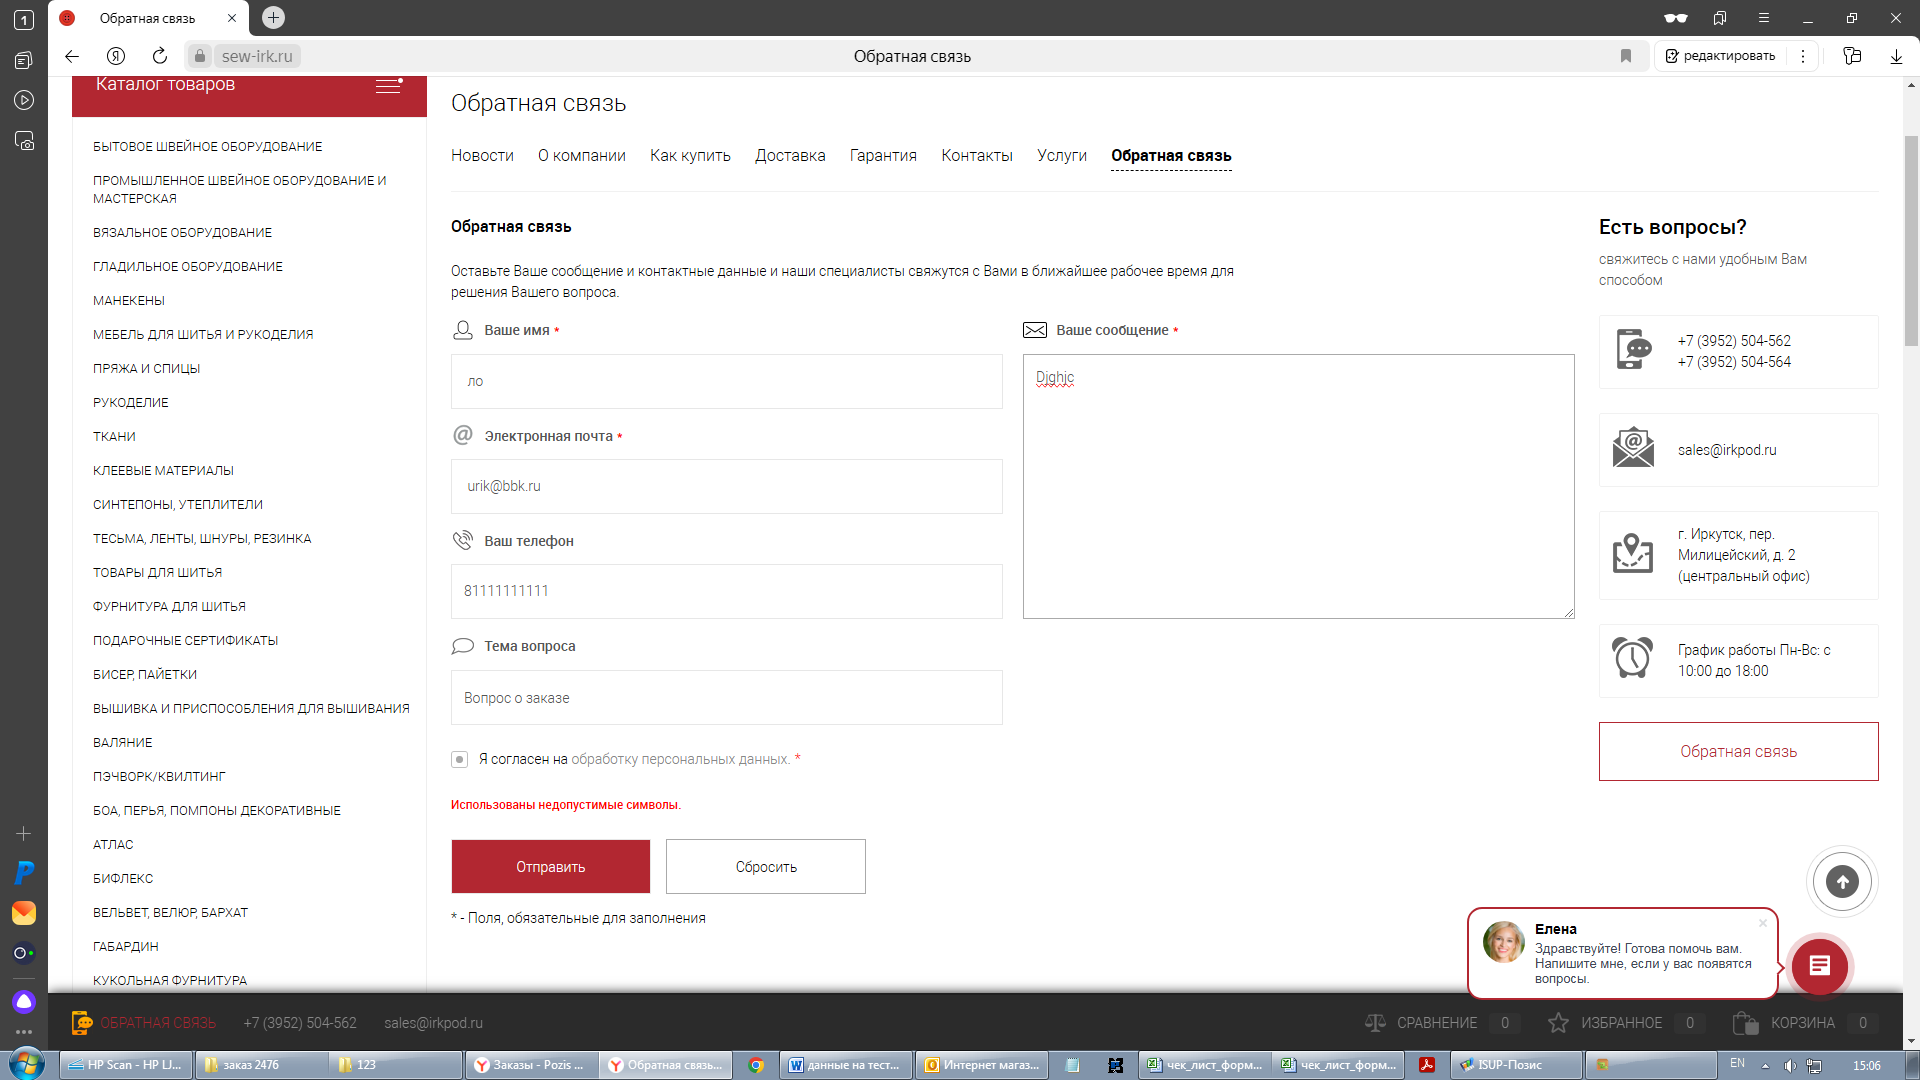 1
Обратная связь
Я
sew-irk.ru
Обратная связь
редактировать
Каталог товаров
БЫТОВОЕ ШВЕЙНОЕ ОБОРУДОВАНИЕ
ПРОМЫШЛЕННОЕ ШВЕЙНОЕ ОБОРУДОВАНИЕ И
МАСТЕРСКАЯ
ВЯЗАЛЬНОЕ ОБОРУДОВАНИЕ
ГЛАДИЛЬНОЕ ОБОРУДОВАНИЕ
МАНЕКЕНЫ
МЕБЕЛЬ ДЛЯ ШИТЬЯ И РУКОДЕЛИЯ
ПРЯЖА И СПИЦЫ
РУКОДЕЛИЕ
ТКАНИ
КЛЕЕВЫЕ МАТЕРИАЛЫ
СИНТЕПОНЫ, УТЕПЛИТЕЛИ
ТЕСЬМА, ЛЕНТЫ, ШНУРЫ, РЕЗИНКА
ТОВАРЫ ДЛЯ ШИТЬЯ
ФУРНИТУРА ДЛЯ ШИТЬЯ
ПОДАРОЧНЫЕ СЕРТИФИКАТЫ
БИСЕР, ПАЙЕТКИ
ВЫШИВКА И ПРИСПОСОБЛЕНИЯ ДЛЯ ВЫШИВАНИЯ
ВАЛЯНИЕ
ПЭЧВОРК/КВИЛТИНГ
БОА, ПЕРЬЯ, ПОМПОНЫ ДЕКОРАТИВНЫЕ
АТЛАС
БИФЛЕКС
ВЕЛЬВЕТ, ВЕЛЮР, БАРХАТ
ГАБАРДИН
КУКОЛЬНАЯ ФУРНИТУРА
Обратная связь
Новости О компании Как купить Доставка Гарантия Контакты Услуги Обратная связь
Обратная связь
Оставьте Ваше сообщение и контактные данные и наши специалисты свяжутся с Вами в ближайшее рабочее время для
решения Вашего вопроса.
Ваше имя *
ло
Электронная почта *
urik@bbk.ru
Ваш телефон
81111111111
Тема вопроса
Вопрос о заказе
Ваше сообщение *
Djghjc
Я согласен на обработку персональных данных. *
Использованы недопустимые символы.
Отправить Сбросить
* - Поля, обязательные для заполнения
Есть вопросы?
свяжитесь с нами удобным Вам
способом
+7 (3952) 504-562
+7 (3952) 504-564
sales@irkpod.ru
г. Иркутск, пер.
Милицейский, д. 2
(центральный офис)
График работы Пн-Вс: с
10:00 до 18:00
Обратная связь
Елена
Здравствуйте! Готова помочь вам.
Напишите мне, если у вас появятся
вопросы.
ОБРАТНАЯ СВЯЗЬ +7 (3952) 504-562 sales@irkpod.ru СРАВНЕНИЕ 0 ИЗБРАННОЕ 0 КОРЗИНА 0
HP Scan - HP LJ... заказ 2476 123 Заказы - Pozis ... Обратная связь... данные на тест... Интернет магаз... чек_лист_форм... чек_лист_форм... ISUP-Позис EN 15:06